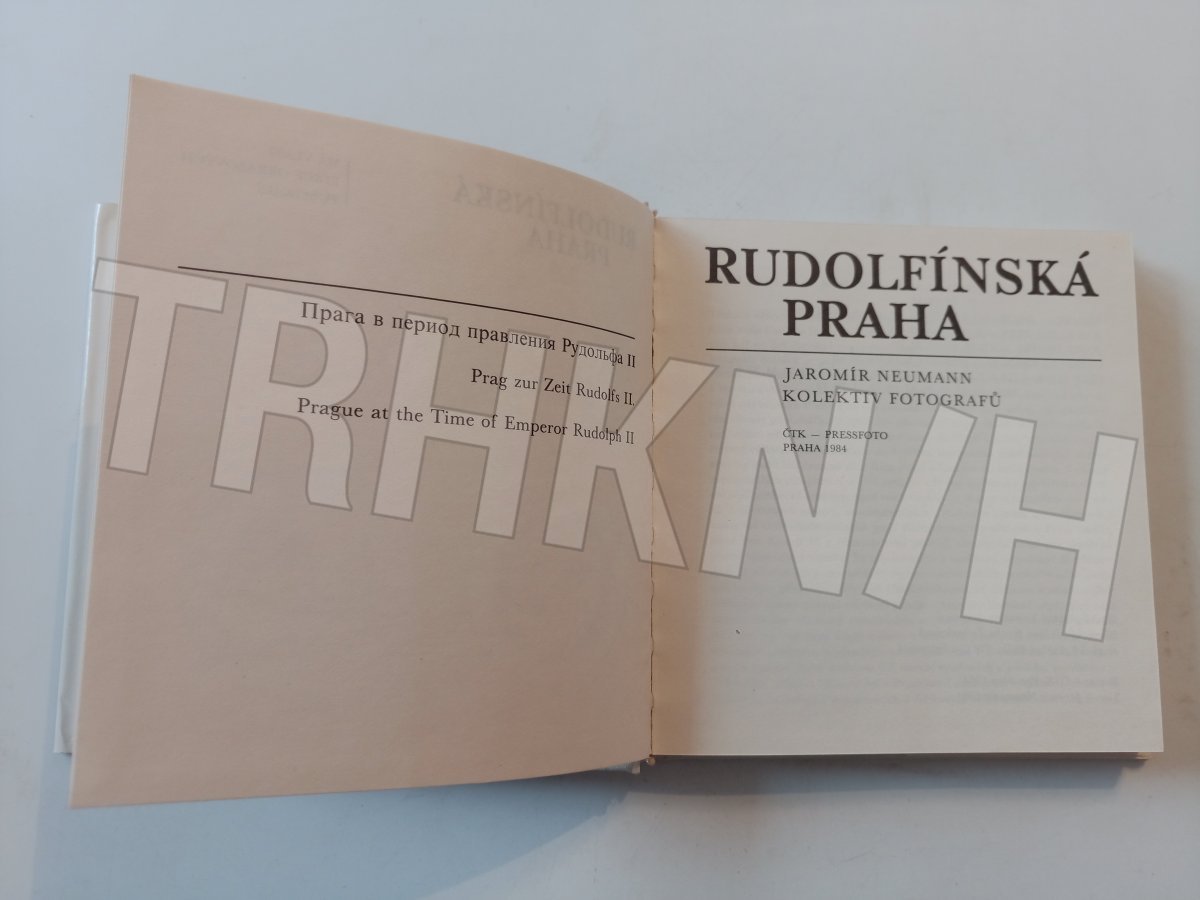 Прага в период правления Рудольфа II
Prag zur Zeit Rudolfs II.
Prague at the Time of Emperor Rudolph II
RUDOLFÍNSKÁ
PRAHA
JAROMÍR NEUMANN
KOLEKTIV FOTOGRAFŮ
ČTK — PRESSFOTO
PRAHA 1984
TRHKN/H